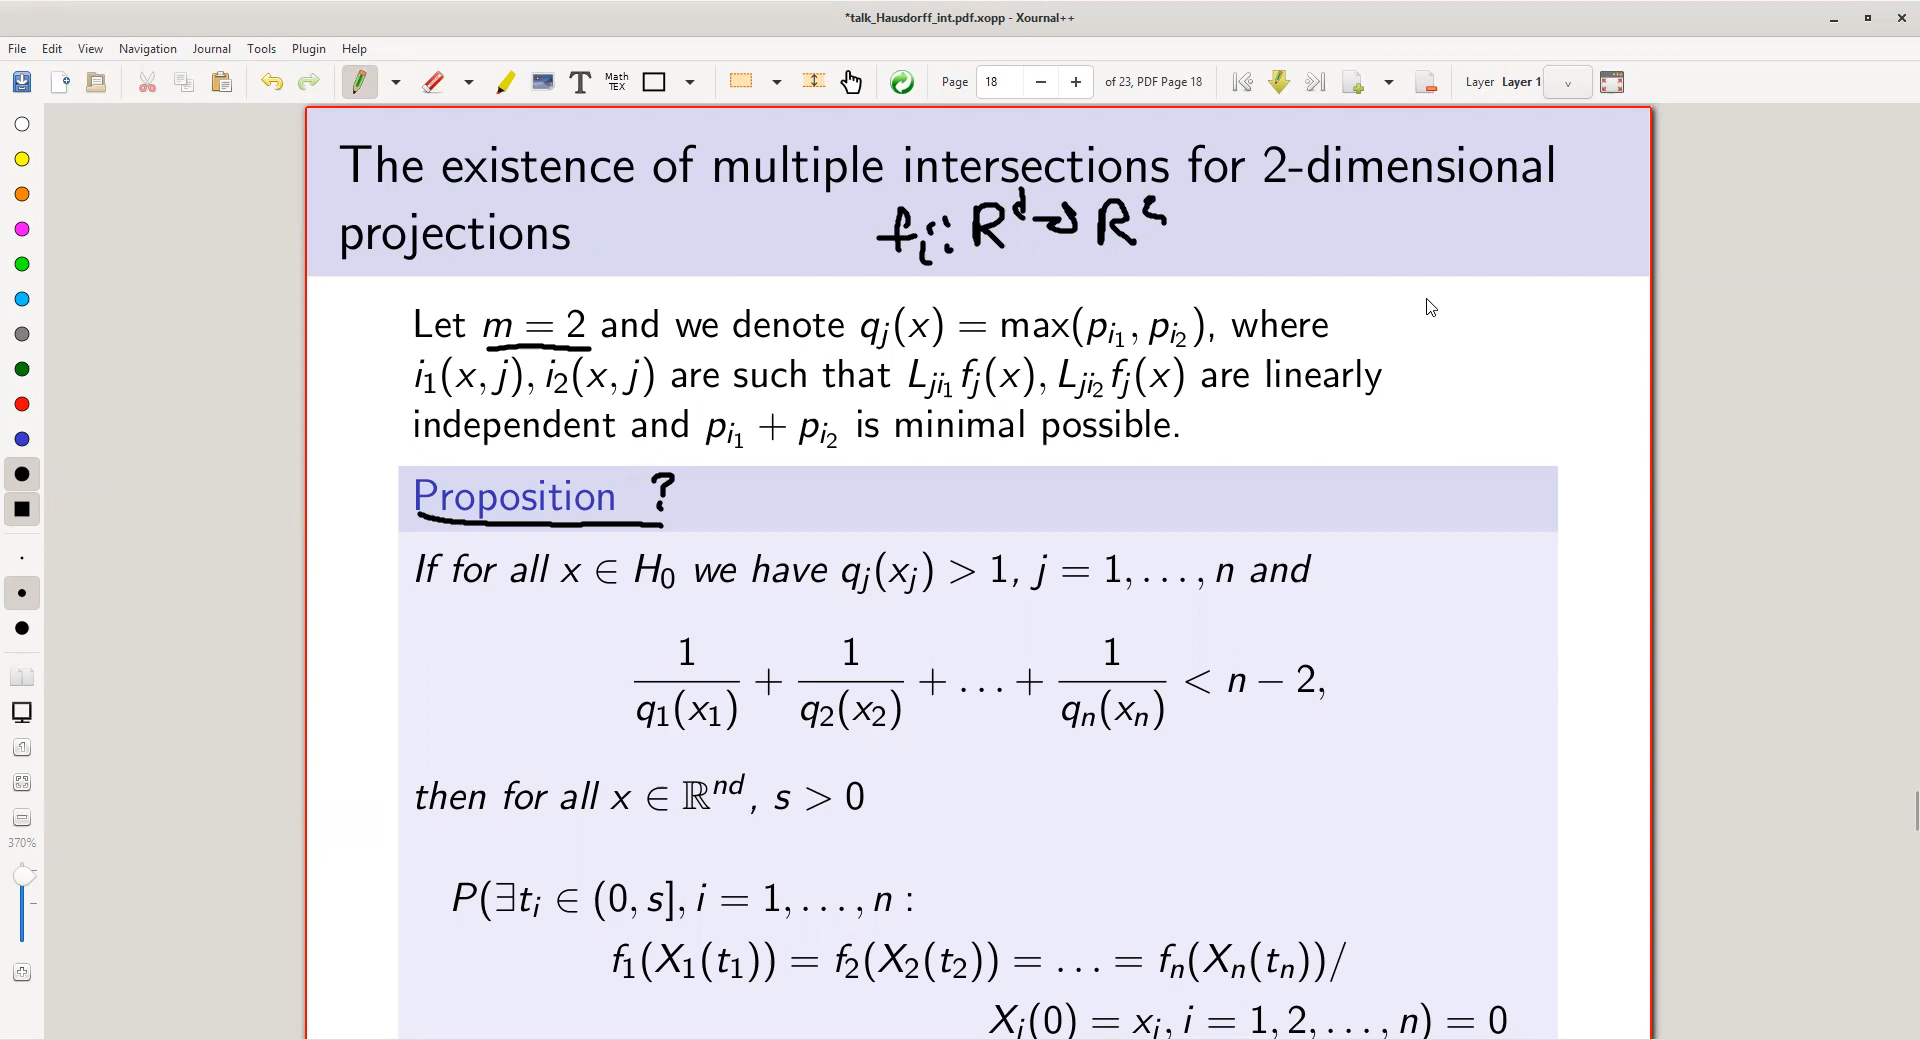 *talk_Hausdorff_int.pdf.xopp - Xournal++
File Edit View Navigation Journal Tools Plugin Help
Math TEX Page 18 of 23, PDF Page 18 Layer Layer 1
The existence of multiple intersections for 2-dimensional
projections
f_i : R^d → R^2
Let m = 2 and we denote q_j(x) = max(p_{i_1}, p_{i_2}), where
i_1(x, j), i_2(x, j) are such that L_{ji_1} f_j(x), L_{ji_2} f_j(x) are linearly
independent and p_{i_1} + p_{i_2} is minimal possible.
Proposition ?
If for all x ∈ H_0 we have q_j(x_j) > 1, j = 1, . . . , n and
1/q_1(x_1) + 1/q_2(x_2) + . . . + 1/q_n(x_n) < n − 2,
then for all x ∈ ℝ^{nd}, s > 0
P(∃t_i ∈ (0, s], i = 1, . . . , n :
f_1(X_1(t_1)) = f_2(X_2(t_2)) = . . . = f_n(X_n(t_n))/
X_i(0) = x_i, i = 1, 2, . . . , n) = 0
370%